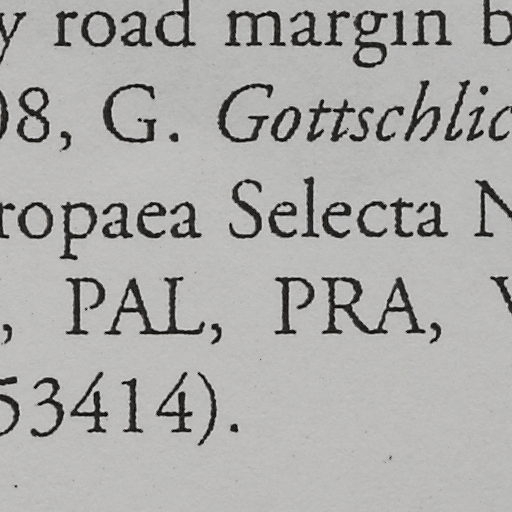 y road margin b
08, G. Gottschlic
ropaea Selecta N
, PAL, PRA,
53414).